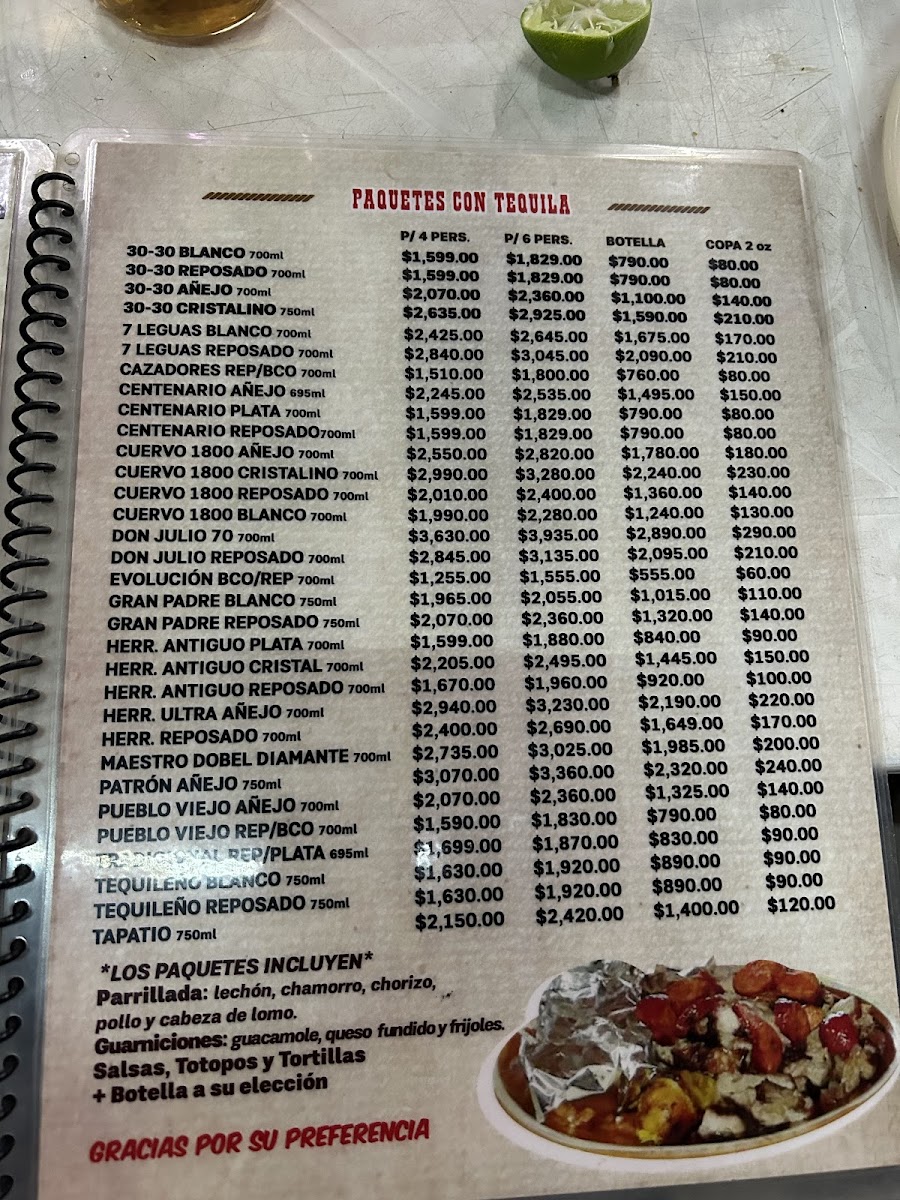 PAQUETES CON TEQUILA
P/ 4 PERS. P/ 6 PERS. BOTELLA COPA 2 oz
30-30 BLANCO 700ml $1,599.00 $1,829.00 $790.00 $80.00
30-30 REPOSADO 700ml $1,599.00 $1,829.00 $790.00 $80.00
30-30 AÑEJO 700ml $2,070.00 $2,360.00 $1,100.00 $140.00
30-30 CRISTALINO 750ml $2,635.00 $2,925.00 $1,590.00 $210.00
7 LEGUAS BLANCO 700ml $2,425.00 $2,645.00 $1,675.00 $170.00
7 LEGUAS REPOSADO 700ml $2,840.00 $3,045.00 $2,090.00 $210.00
CAZADORES REP/BCO 700ml $1,510.00 $1,800.00 $760.00 $80.00
CENTENARIO AÑEJO 695ml $2,245.00 $2,535.00 $1,495.00 $150.00
CENTENARIO PLATA 700ml $1,599.00 $1,829.00 $790.00 $80.00
CENTENARIO REPOSADO700ml $1,599.00 $1,829.00 $790.00 $80.00
CUERVO 1800 AÑEJO 700ml $2,550.00 $2,820.00 $1,780.00 $180.00
CUERVO 1800 CRISTALINO 700ml $2,990.00 $3,280.00 $2,240.00 $230.00
CUERVO 1800 REPOSADO 700ml $2,010.00 $2,400.00 $1,360.00 $140.00
CUERVO 1800 BLANCO 700ml $1,990.00 $2,280.00 $1,240.00 $130.00
DON JULIO 70 700ml $3,630.00 $3,935.00 $2,890.00 $290.00
DON JULIO REPOSADO 700ml $2,845.00 $3,135.00 $2,095.00 $210.00
EVOLUCIÓN BCO/REP 700ml $1,255.00 $1,555.00 $555.00 $60.00
GRAN PADRE BLANCO 750ml $1,965.00 $2,055.00 $1,015.00 $110.00
GRAN PADRE REPOSADO 750ml $2,070.00 $2,360.00 $1,320.00 $140.00
HERR. ANTIGUO PLATA 700ml $1,599.00 $1,880.00 $840.00 $90.00
HERR. ANTIGUO CRISTAL 700ml $2,205.00 $2,495.00 $1,445.00 $150.00
HERR. ANTIGUO REPOSADO 700ml $1,670.00 $1,960.00 $920.00 $100.00
HERR. ULTRA AÑEJO 700ml $2,940.00 $3,230.00 $2,190.00 $220.00
HERR. REPOSADO 700ml $2,400.00 $2,690.00 $1,649.00 $170.00
MAESTRO DOBEL DIAMANTE 700ml $2,735.00 $3,025.00 $1,985.00 $200.00
PATRÓN AÑEJO 750ml $3,070.00 $3,360.00 $2,320.00 $240.00
PUEBLO VIEJO AÑEJO 700ml $2,070.00 $2,360.00 $1,325.00 $140.00
PUEBLO VIEJO REP/BCO 700ml $1,590.00 $1,830.00 $790.00 $80.00
TRADICIONAL REP/PLATA 695ml $1,699.00 $1,870.00 $830.00 $90.00
TEQUILEÑO BLANCO 750ml $1,630.00 $1,920.00 $890.00 $90.00
TEQUILEÑO REPOSADO 750ml $1,630.00 $1,920.00 $890.00 $90.00
TAPATIO 750ml $2,150.00 $2,420.00 $1,400.00 $120.00
*LOS PAQUETES INCLUYEN*
Parrillada: lechón, chamorro, chorizo,
pollo y cabeza de lomo.
Guarniciones: guacamole, queso fundido y frijoles.
Salsas, Totopos y Tortillas
+ Botella a su elección
GRACIAS POR SU PREFERENCIA